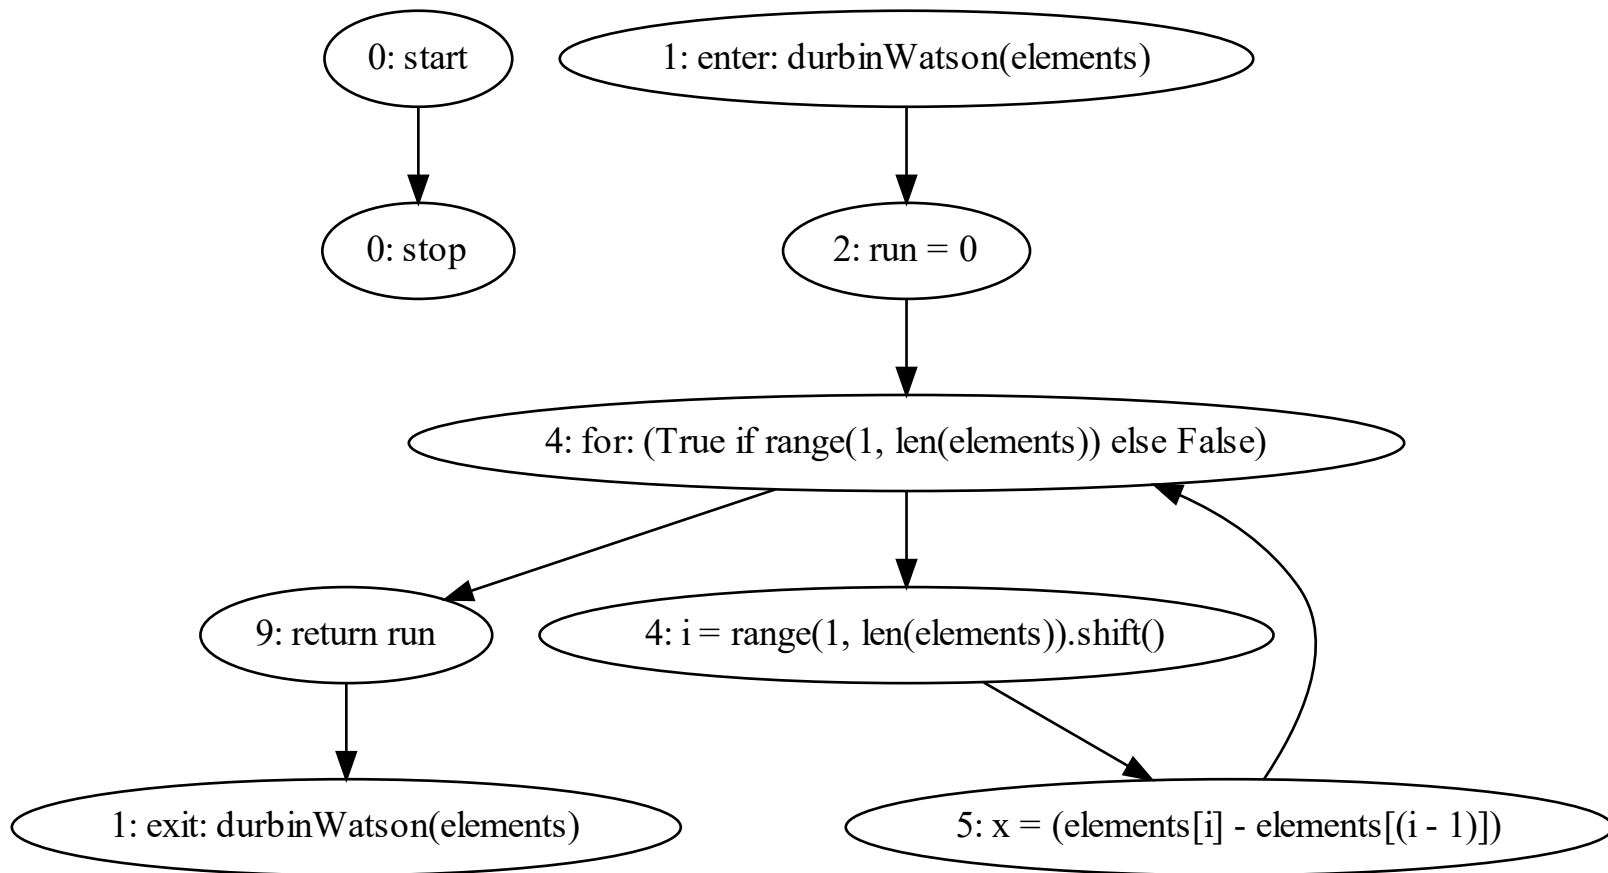 0: start
1: enter: durbinWatson(elements)
0: stop
2: run = 0
4: for: (True if range(1, len(elements)) else False)
9: return run
4: i = range(1, len(elements)).shift()
1: exit: durbinWatson(elements)
5: x = (elements[i] - elements[(i - 1)])